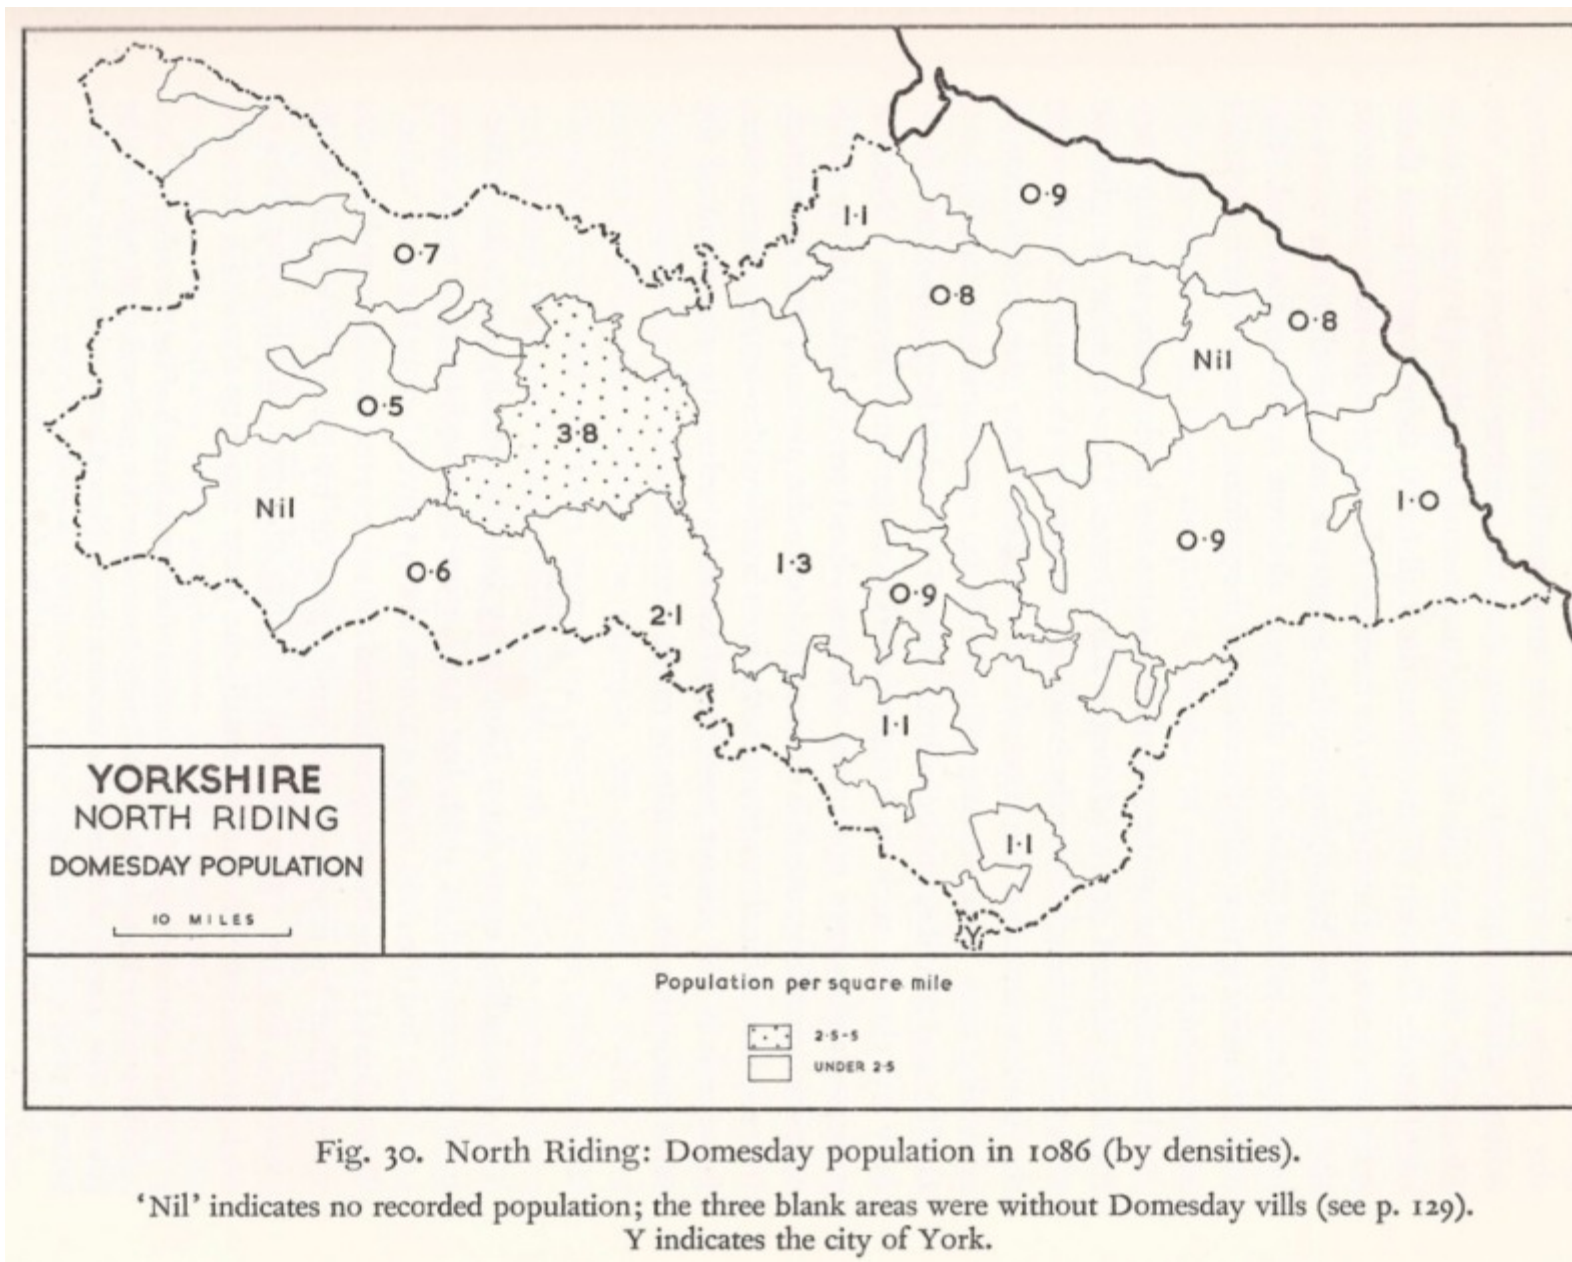 0·9
1·1
0·7
0·8
0·8
Nil
0·5
3·8
Nil
1·0
0·9
1·3
0·6
0·9
2·1
1·1
1·1
Y
YORKSHIRE
NORTH RIDING
DOMESDAY POPULATION
10 MILES
Population per square mile
2·5-5
UNDER 2·5
Fig. 30. North Riding: Domesday population in 1086 (by densities).
‘Nil’ indicates no recorded population; the three blank areas were without Domesday vills (see p. 129).
Y indicates the city of York.